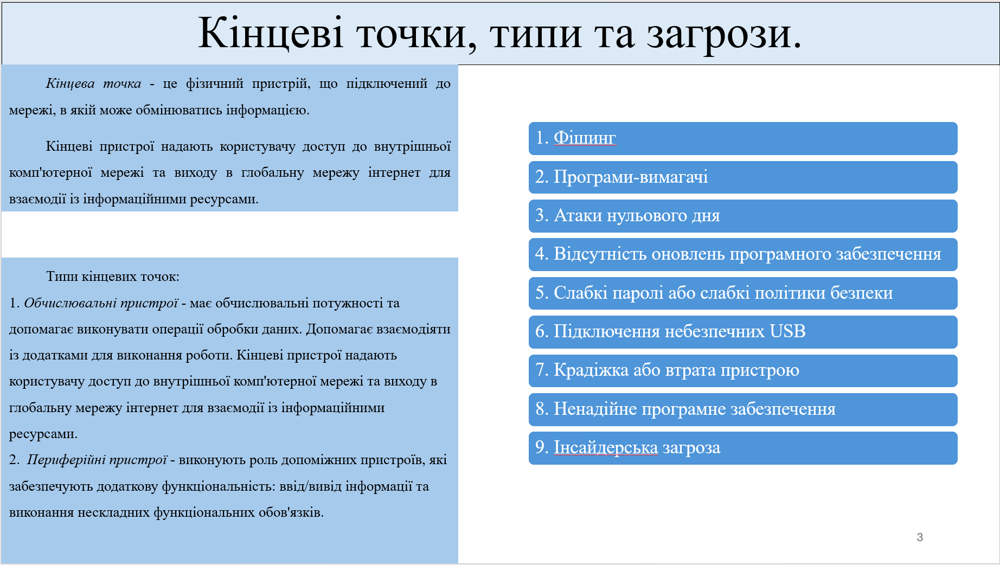 Кінцеві точки, типи та загрози.
Кінцева точка - це фізичний пристрій, що підключений до
мережі, в якій може обмінюватись інформацією.
Кінцеві пристрої надають користувачу доступ до внутрішньої
комп'ютерної мережі та виходу в глобальну мережу інтернет для
взаємодії із інформаційними ресурсами.
Типи кінцевих точок:
1. Обчислювальні пристрої - має обчислювальні потужності та
допомагає виконувати операції обробки даних. Допомагає взаємодіяти
із додатками для виконання роботи. Кінцеві пристрої надають
користувачу доступ до внутрішньої комп'ютерної мережі та виходу в
глобальну мережу інтернет для взаємодії із інформаційними
ресурсами.
2. Периферійні пристрої - виконують роль допоміжних пристроїв, які
забезпечують додаткову функціональність: ввід/вивід інформації та
виконання нескладних функціональних обов'язків.
1. Фішинг
2. Програми-вимагачі
3. Атаки нульового дня
4. Відсутність оновлень програмного забезпечення
5. Слабкі паролі або слабкі політики безпеки
6. Підключення небезпечних USB
7. Крадіжка або втрата пристрою
8. Ненадійне програмне забезпечення
9. Інсайдерська загроза
3